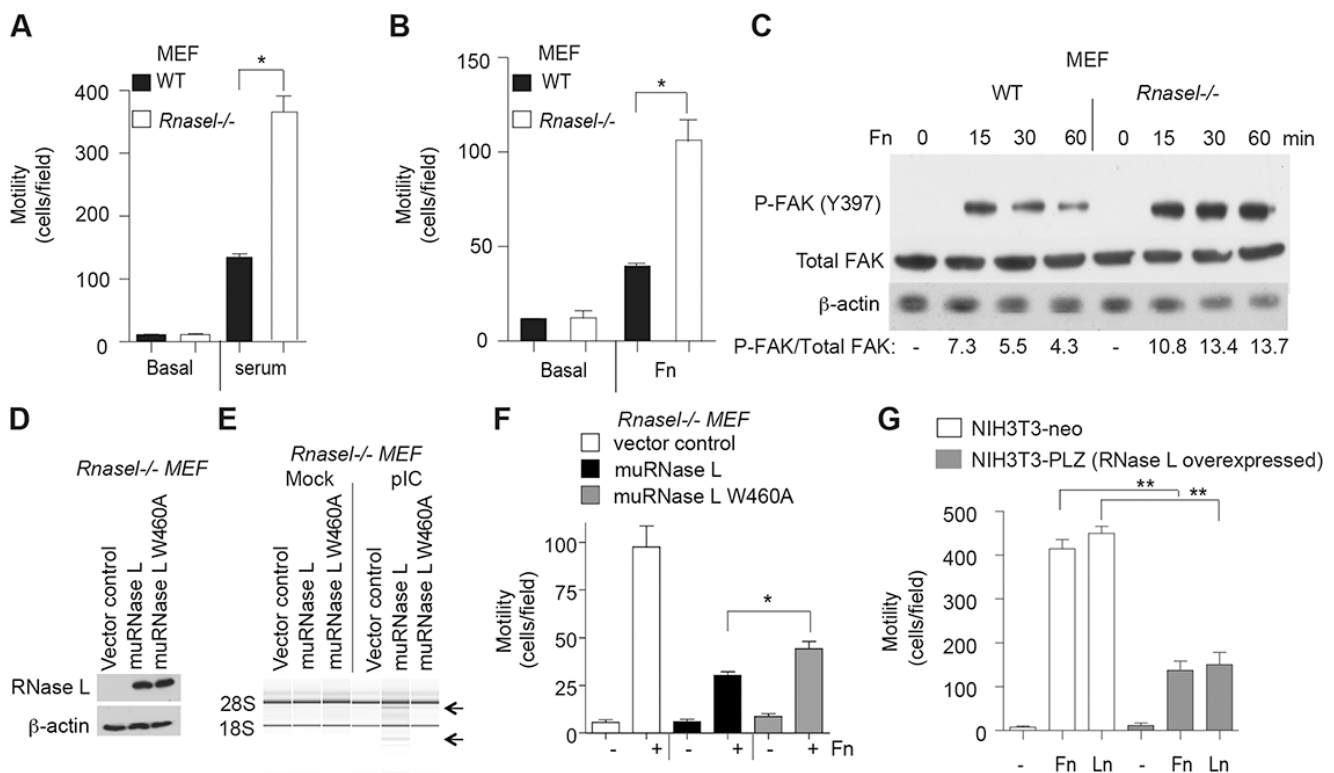 A
MEF
WT
Rnasel-/-
*
Motility
(cells/field)
400
300
200
100
0
Basal
serum
B
MEF
WT
Rnasel-/-
*
Motility
(cells/field)
150
100
50
0
Basal
Fn
C
MEF
WT
Rnasel-/-
Fn 0 15 30 60 0 15 30 60 min
P-FAK (Y397)
Total FAK
β-actin
P-FAK/Total FAK: - 7.3 5.5 4.3 - 10.8 13.4 13.7
D
Rnasel-/- MEF
Vector control
muRNase L
muRNase L W460A
RNase L
β-actin
E
Rnasel-/- MEF
Mock
pIC
Vector control
muRNase L
muRNase L W460A
Vector control
muRNase L
muRNase L W460A
28S
18S
F
Rnasel-/- MEF
vector control
muRNase L
muRNase L W460A
*
Motility
(cells/field)
100
75
50
25
0
- + - + - + Fn
G
NIH3T3-neo
NIH3T3-PLZ (RNase L overexpressed)
**
**
Motility
(cells/field)
500
400
300
200
100
0
- Fn Ln - Fn Ln